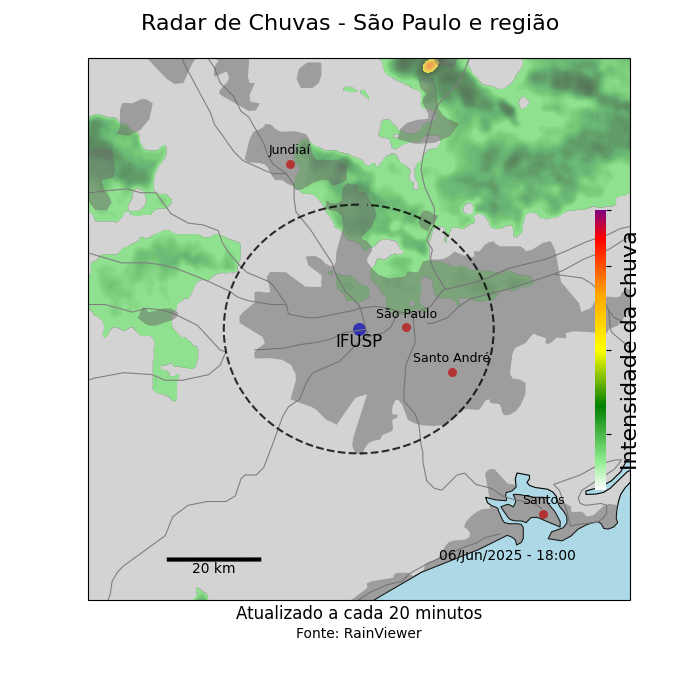 Radar de Chuvas - São Paulo e região
Jundiaí
São Paulo
IFUSP
Santo André
Intensidade da chuva
Santos
06/Jun/2025 - 18:00
20 km
Atualizado a cada 20 minutos
Fonte: RainViewer